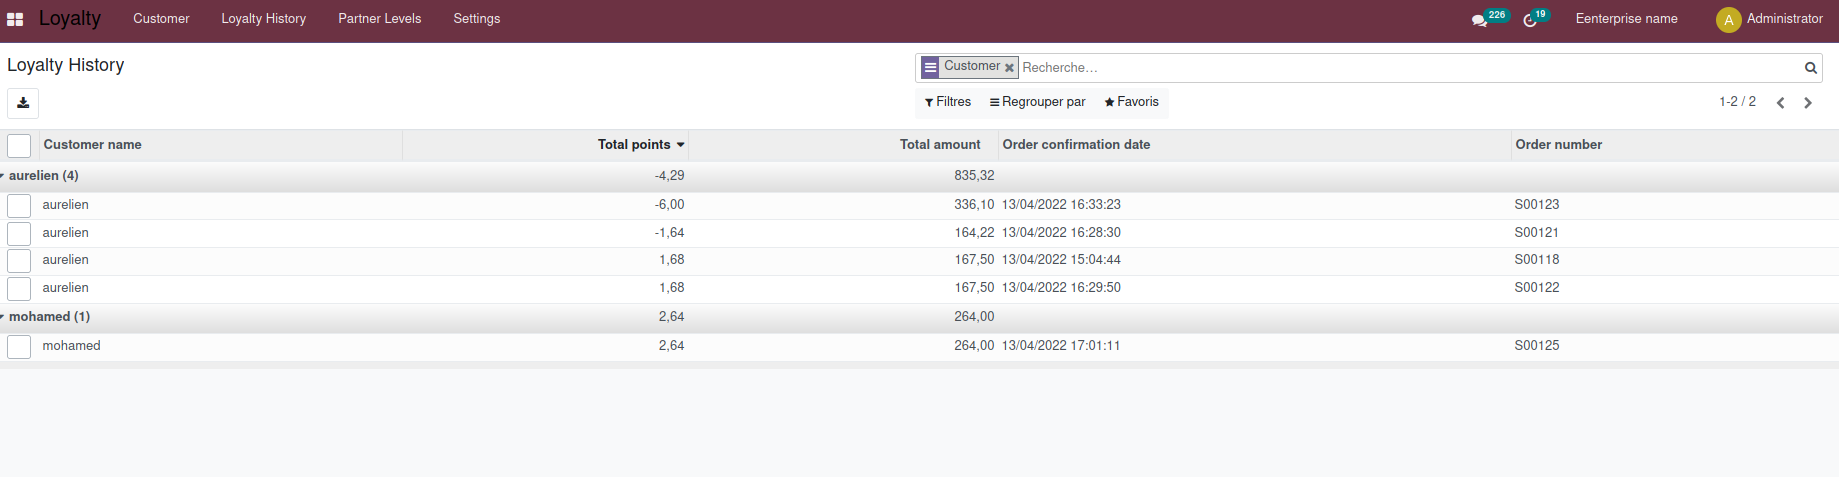 Loyalty Customer Loyalty History Partner Levels Settings 226 19 Eenterprise name A Administrator
Loyalty History Customer Recherche...
Filtres Regrouper par Favoris 1-2 / 2
Customer name Total points Total amount Order confirmation date Order number
aurelien (4) -4,29 835,32
aurelien -6,00 336,10 13/04/2022 16:33:23 S00123
aurelien -1,64 164,22 13/04/2022 16:28:30 S00121
aurelien 1,68 167,50 13/04/2022 15:04:44 S00118
aurelien 1,68 167,50 13/04/2022 16:29:50 S00122
mohamed (1) 2,64 264,00
mohamed 2,64 264,00 13/04/2022 17:01:11 S00125